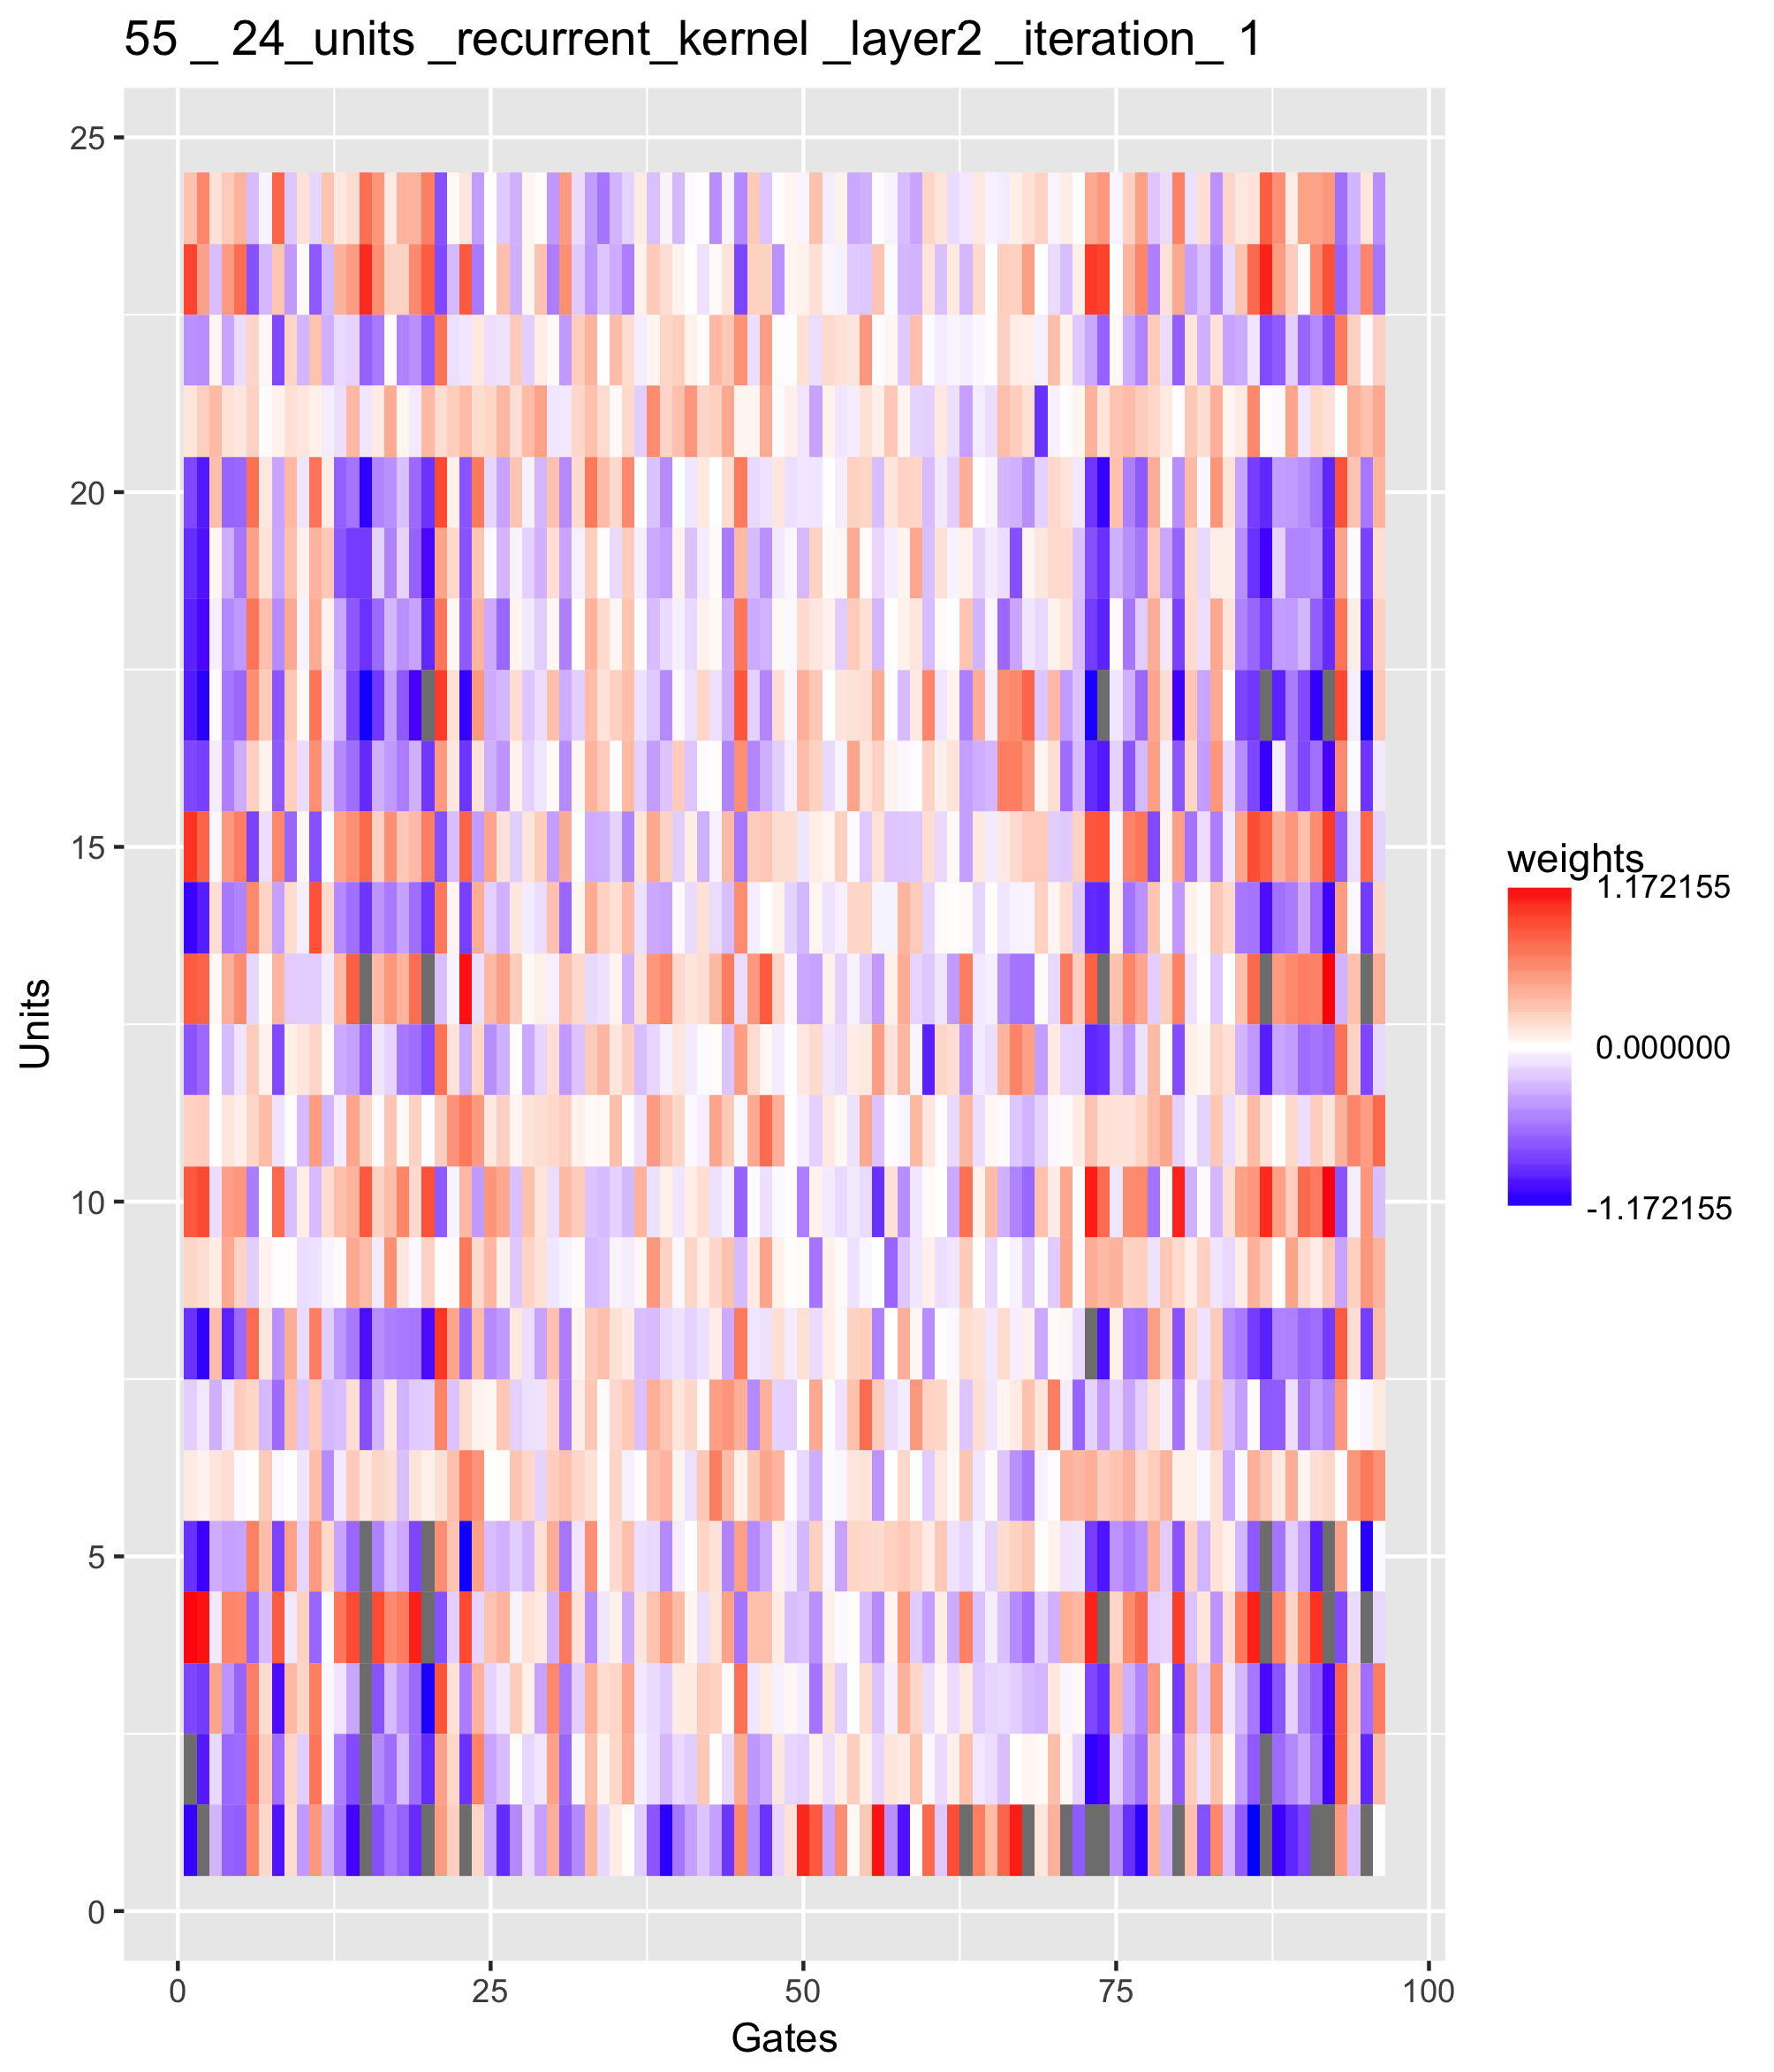 55 _ 24_units _recurrent_kernel _layer2 _iteration_ 1
25
20
15
10
5
0
Units
0 25 50 75 100
Gates
weights
1.172155
0.000000
-1.172155